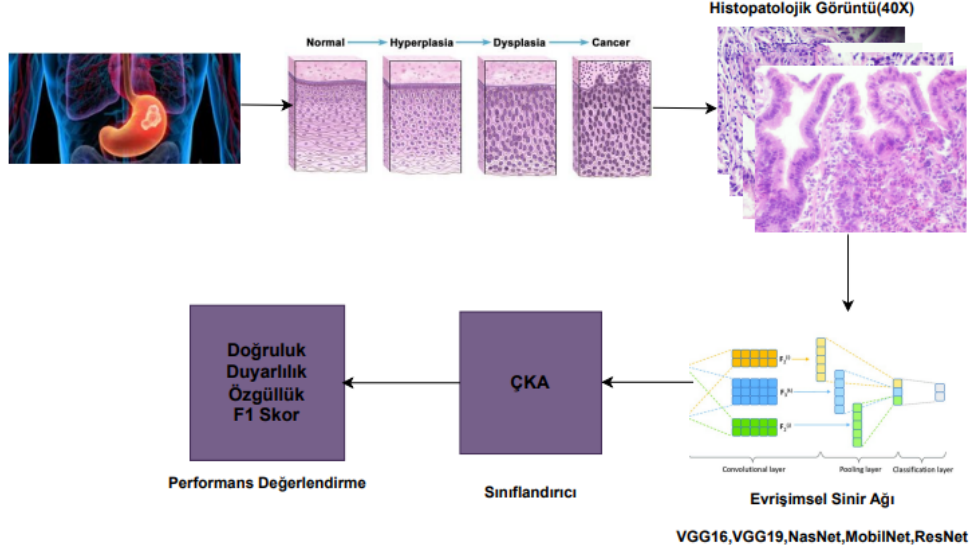 Histopatolojik Görüntü(40X)
Normal Hyperplasia Dysplasia Cancer
Doğruluk
Duyarlılık
Özgüllük
F1 Skor
ÇKA
Convolutional layer Pooling layer Classification layer
Performans Değerlendirme
Sınıflandırıcı
Evrişimsel Sinir Ağı
VGG16,VGG19,NasNet,MobilNet,ResNet